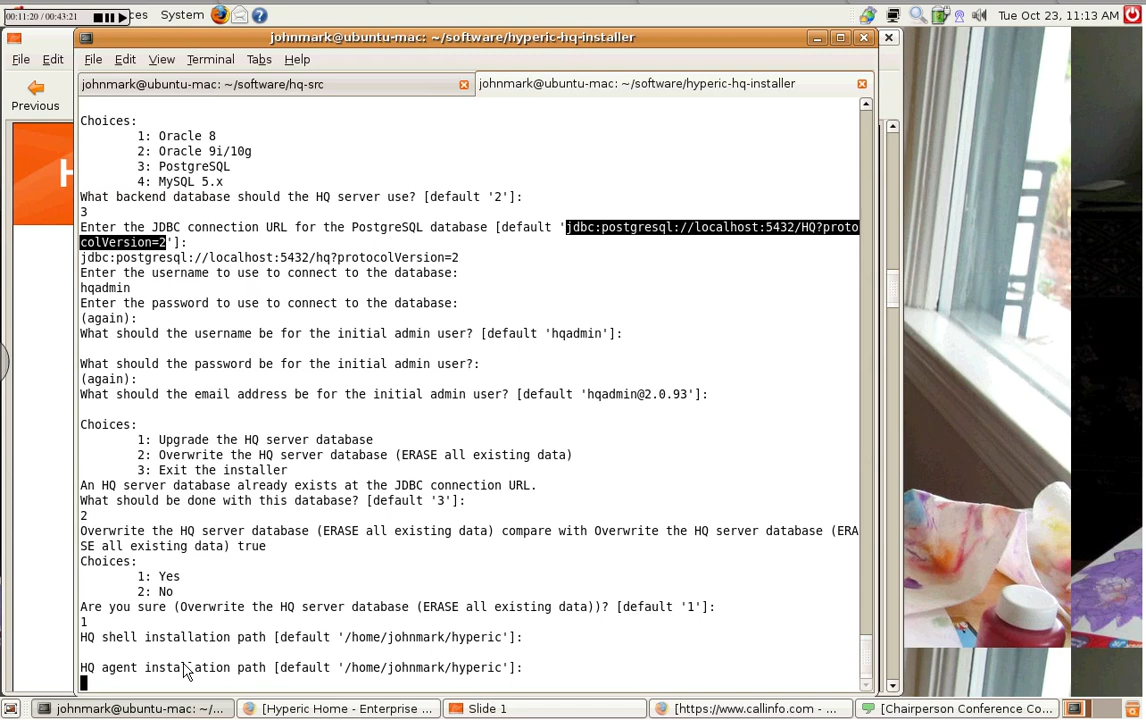 00:11:20 / 00:43:21
ces System
Tue Oct 23, 11:13 AM
johnmark@ubuntu-mac: ~/software/hyperic-hq-installer
File Edit
File Edit View Terminal Tabs Help
Previous
johnmark@ubuntu-mac: ~/software/hq-src
johnmark@ubuntu-mac: ~/software/hyperic-hq-installer
H
Choices:
1: Oracle 8
2: Oracle 9i/10g
3: PostgreSQL
4: MySQL 5.x
What backend database should the HQ server use? [default '2']:
3
Enter the JDBC connection URL for the PostgreSQL database [default 'jdbc:postgresql://localhost:5432/HQ?proto
colVersion=2']:
jdbc:postgresql://localhost:5432/hq?protocolVersion=2
Enter the username to use to connect to the database:
hqadmin
Enter the password to use to connect to the database:
(again):
What should the username be for the initial admin user? [default 'hqadmin']:
What should the password be for the initial admin user?:
(again):
What should the email address be for the initial admin user? [default 'hqadmin@2.0.93']:
Choices:
1: Upgrade the HQ server database
2: Overwrite the HQ server database (ERASE all existing data)
3: Exit the installer
An HQ server database already exists at the JDBC connection URL.
What should be done with this database? [default '3']:
2
Overwrite the HQ server database (ERASE all existing data) compare with Overwrite the HQ server database (ERA
SE all existing data) true
Choices:
1: Yes
2: No
Are you sure (Overwrite the HQ server database (ERASE all existing data))? [default '1']:
1
HQ shell installation path [default '/home/johnmark/hyperic']:
HQ agent installation path [default '/home/johnmark/hyperic']:
johnmark@ubuntu-mac: ~/...
[Hyperic Home - Enterprise ...
Slide 1
[https://www.callinfo.com - ...
[Chairperson Conference Co...